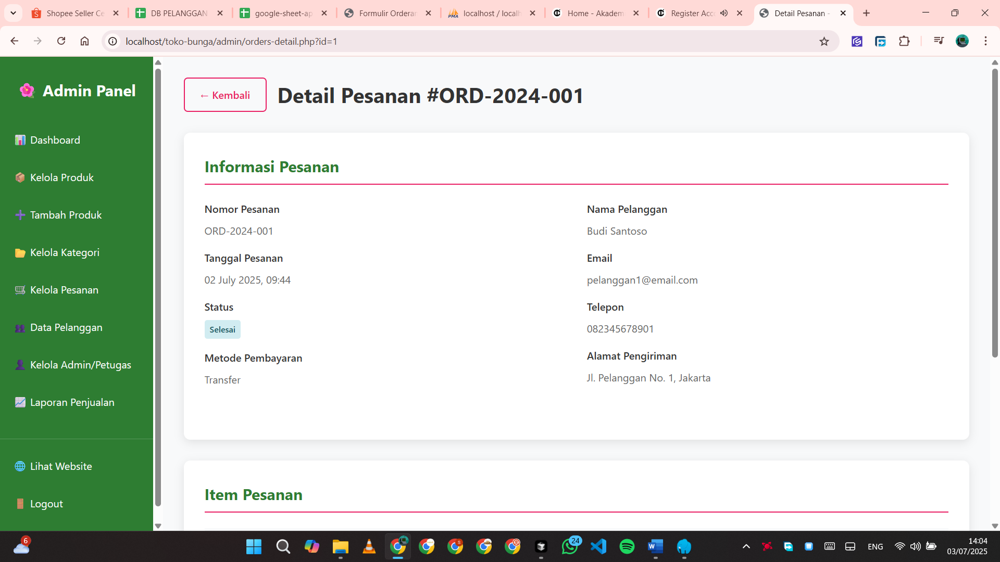 Shopee Seller Ce
DB PELANGGAN
google-sheet-ap
Formulir Orderan
localhost / localh
Home - Akadem
Register Acco
Detail Pesanan -
localhost/toko-bunga/admin/orders-detail.php?id=1
Admin Panel
Dashboard
Kelola Produk
Tambah Produk
Kelola Kategori
Kelola Pesanan
Data Pelanggan
Kelola Admin/Petugas
Laporan Penjualan
Lihat Website
Logout
← Kembali
Detail Pesanan #ORD-2024-001
Informasi Pesanan
Nomor Pesanan
ORD-2024-001
Tanggal Pesanan
02 July 2025, 09:44
Status
Selesai
Metode Pembayaran
Transfer
Nama Pelanggan
Budi Santoso
Email
pelanggan1@email.com
Telepon
082345678901
Alamat Pengiriman
Jl. Pelanggan No. 1, Jakarta
Item Pesanan
6
24
ENG
14:04
03/07/2025